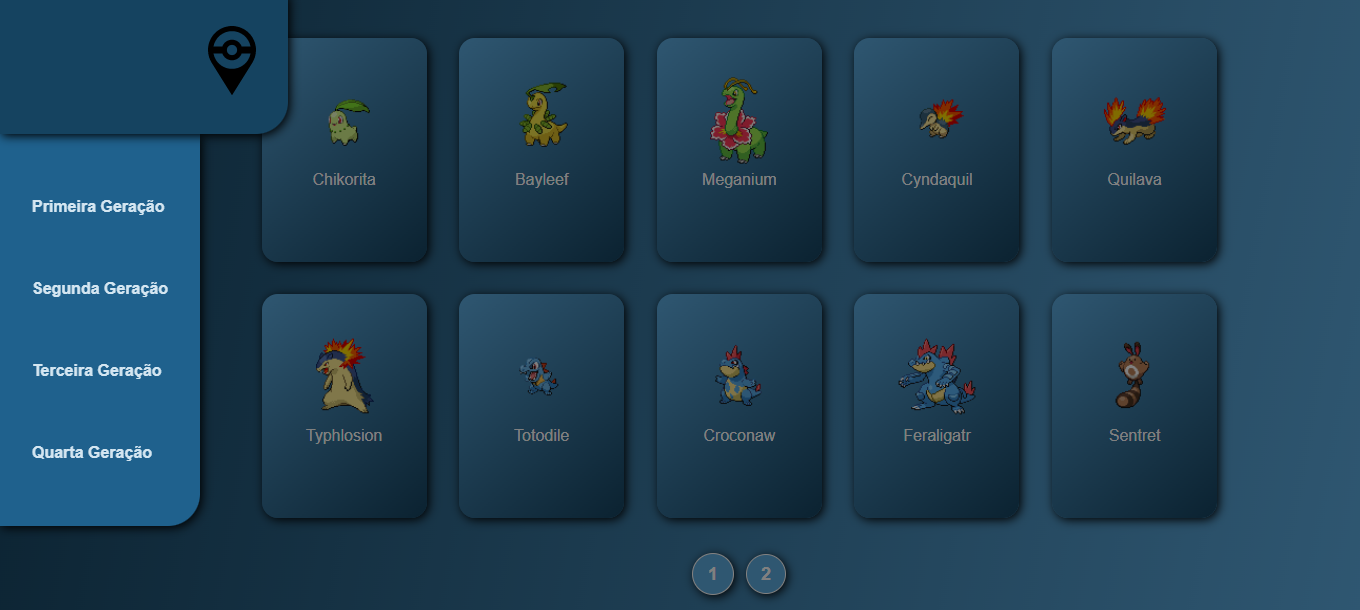 Primeira Geração
Segunda Geração
Terceira Geração
Quarta Geração
Chikorita
Bayleef
Meganium
Cyndaquil
Quilava
Typhlosion
Totodile
Croconaw
Feraligatr
Sentret
1
2